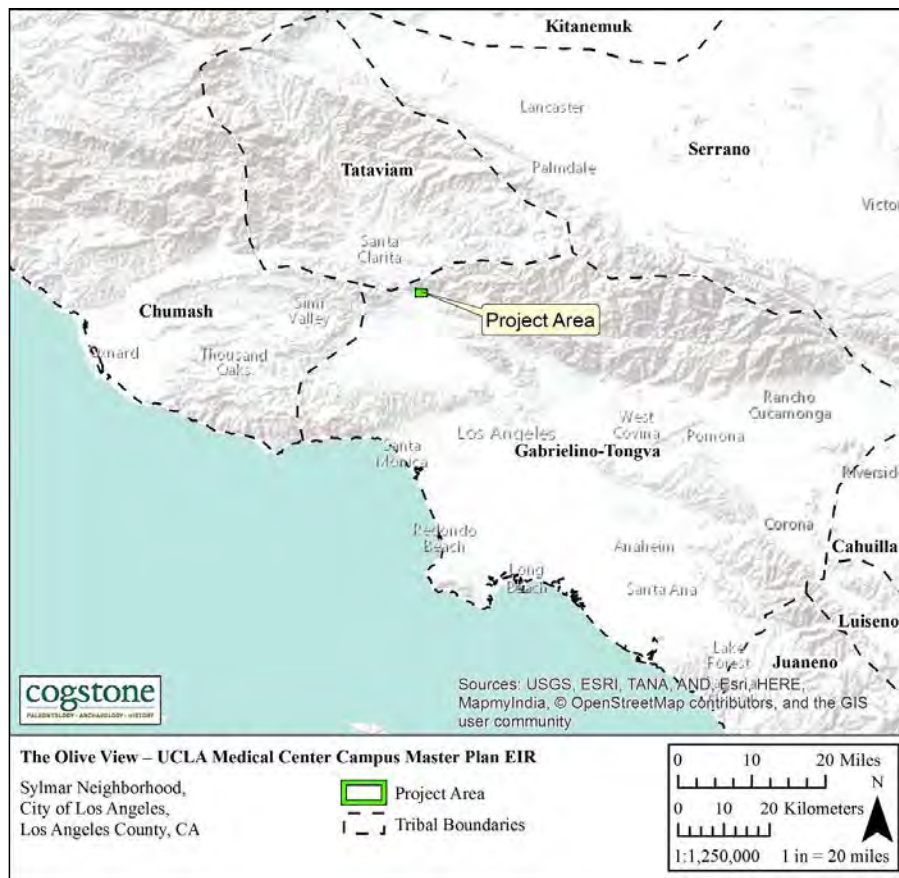 Kitanemuk
Lancaster
Serrano
Tataviam
Palmdale
Santa
Clarita
Chumash
Simi
Valley
Project Area
Oxnard
Thousand
Oaks
Rancho
Cucamonga
West
Covina
Pomona
Los Angeles
Santa
Monica
Gabrielino-Tongva
Riverside
Redondo
Beach
Corona
Anaheim
Cahuilla
Long
Beach
Santa Ana
Luiseno
Lake
Forest
Juaneno
cogstone
PALEONTOLOGY • ARCHAEOLOGY • HISTORY
Sources: USGS, ESRI, TANA, AND, Esri, HERE,
MapmyIndia, © OpenStreetMap contributors, and the GIS
user community
The Olive View – UCLA Medical Center Campus Master Plan EIR
Sylmar Neighborhood,
City of Los Angeles,
Los Angeles County, CA
Project Area
Tribal Boundaries
0 10 20 Miles
N
0 10 20 Kilometers
1:1,250,000 1 in = 20 miles